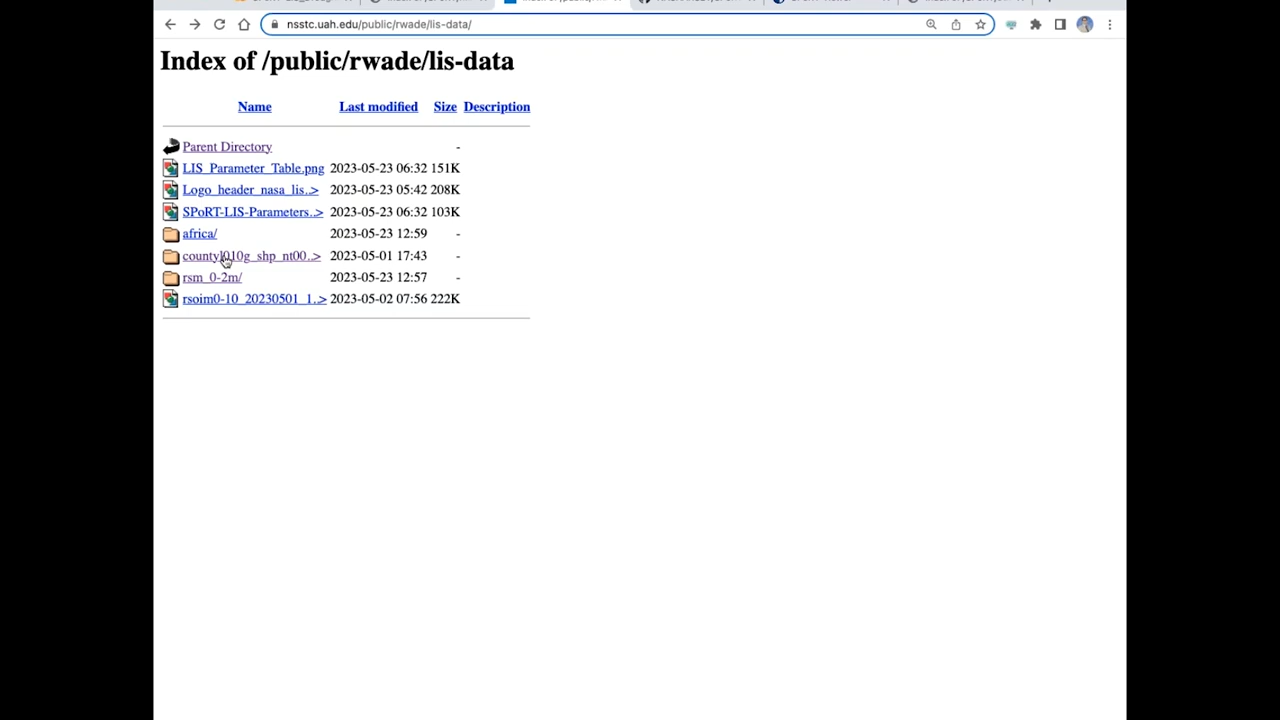 nsstc.uah.edu/public/rwade/lis-data/
Index of /public/rwade/lis-data
Name Last modified Size Description
Parent Directory -
LIS_Parameter_Table.png 2023-05-23 06:32 151K
Logo_header_nasa_lis..> 2023-05-23 05:42 208K
SPoRT-LIS-Parameters..> 2023-05-23 06:32 103K
africa/ 2023-05-23 12:59 -
countyl010g_shp_nt00..> 2023-05-01 17:43 -
rsm_0-2m/ 2023-05-23 12:57 -
rsoim0-10_20230501_1..> 2023-05-02 07:56 222K